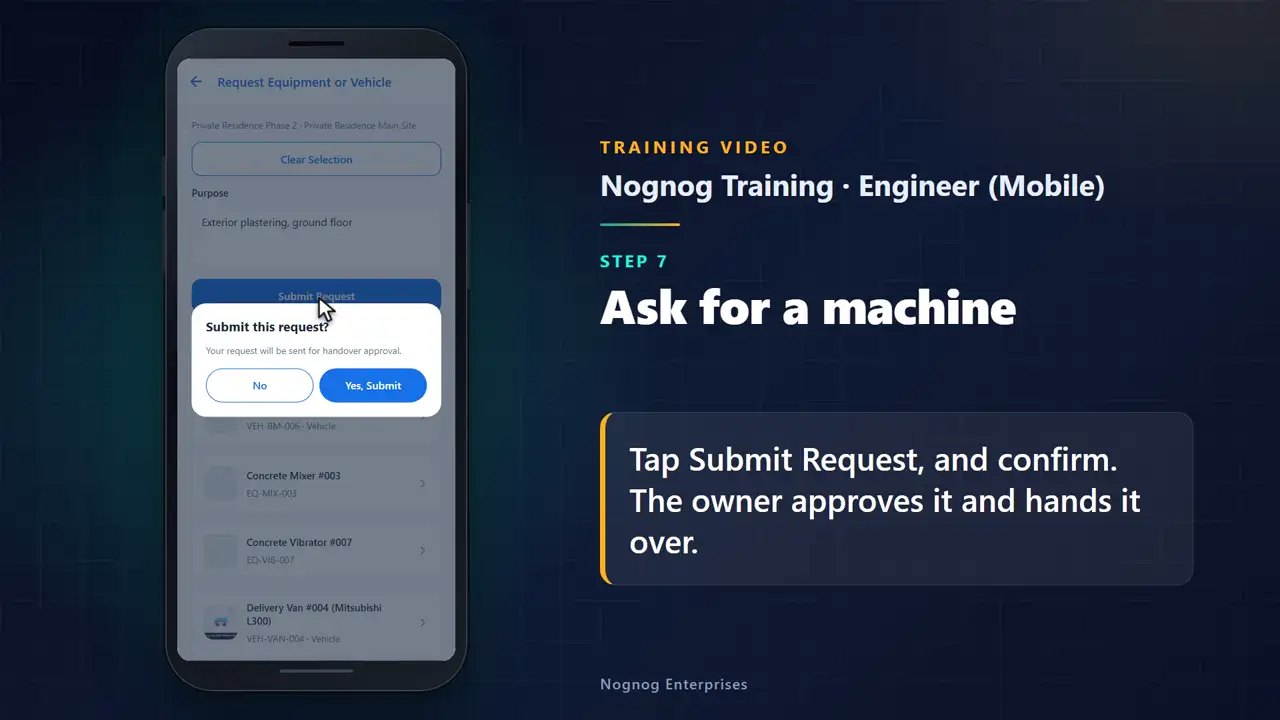 Request Equipment or Vehicle
Private Residence Phase 2 - Private Residence Main Site
Clear Selection
Purpose
Exterior plastering, ground floor
Submit Request
Submit this request?
Your request will be sent for handover approval.
No
Yes, Submit
VEH-BM-006 - Vehicle
Concrete Mixer #003
EQ-MIX-003
Concrete Vibrator #007
EQ-VIB-007
Delivery Van #004 (Mitsubishi
L300)
VEH-VAN-004 - Vehicle
TRAINING VIDEO
Nognog Training · Engineer (Mobile)
STEP 7
Ask for a machine
Tap Submit Request, and confirm.
The owner approves it and hands it
over.
Nognog Enterprises